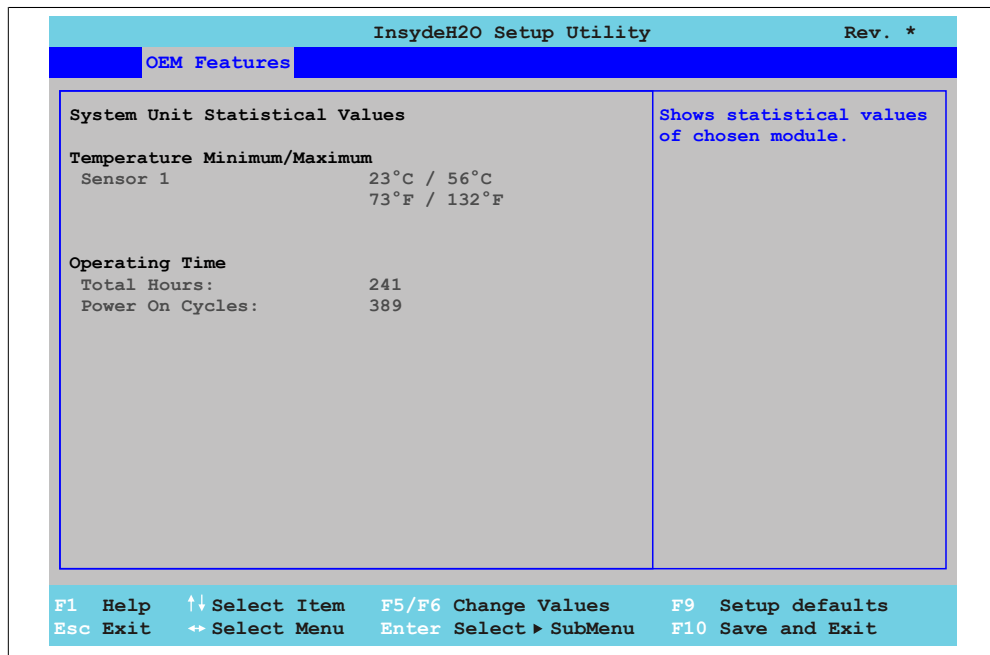 InsydeH2O Setup Utility Rev. *
OEM Features
System Unit Statistical Values
Shows statistical values
of chosen module.
Temperature Minimum/Maximum
Sensor 1 23°C / 56°C
73°F / 132°F
Operating Time
Total Hours: 241
Power On Cycles: 389
F1 Help ↑↓ Select Item F5/F6 Change Values F9 Setup defaults
Esc Exit ↔ Select Menu Enter Select ▶ SubMenu F10 Save and Exit